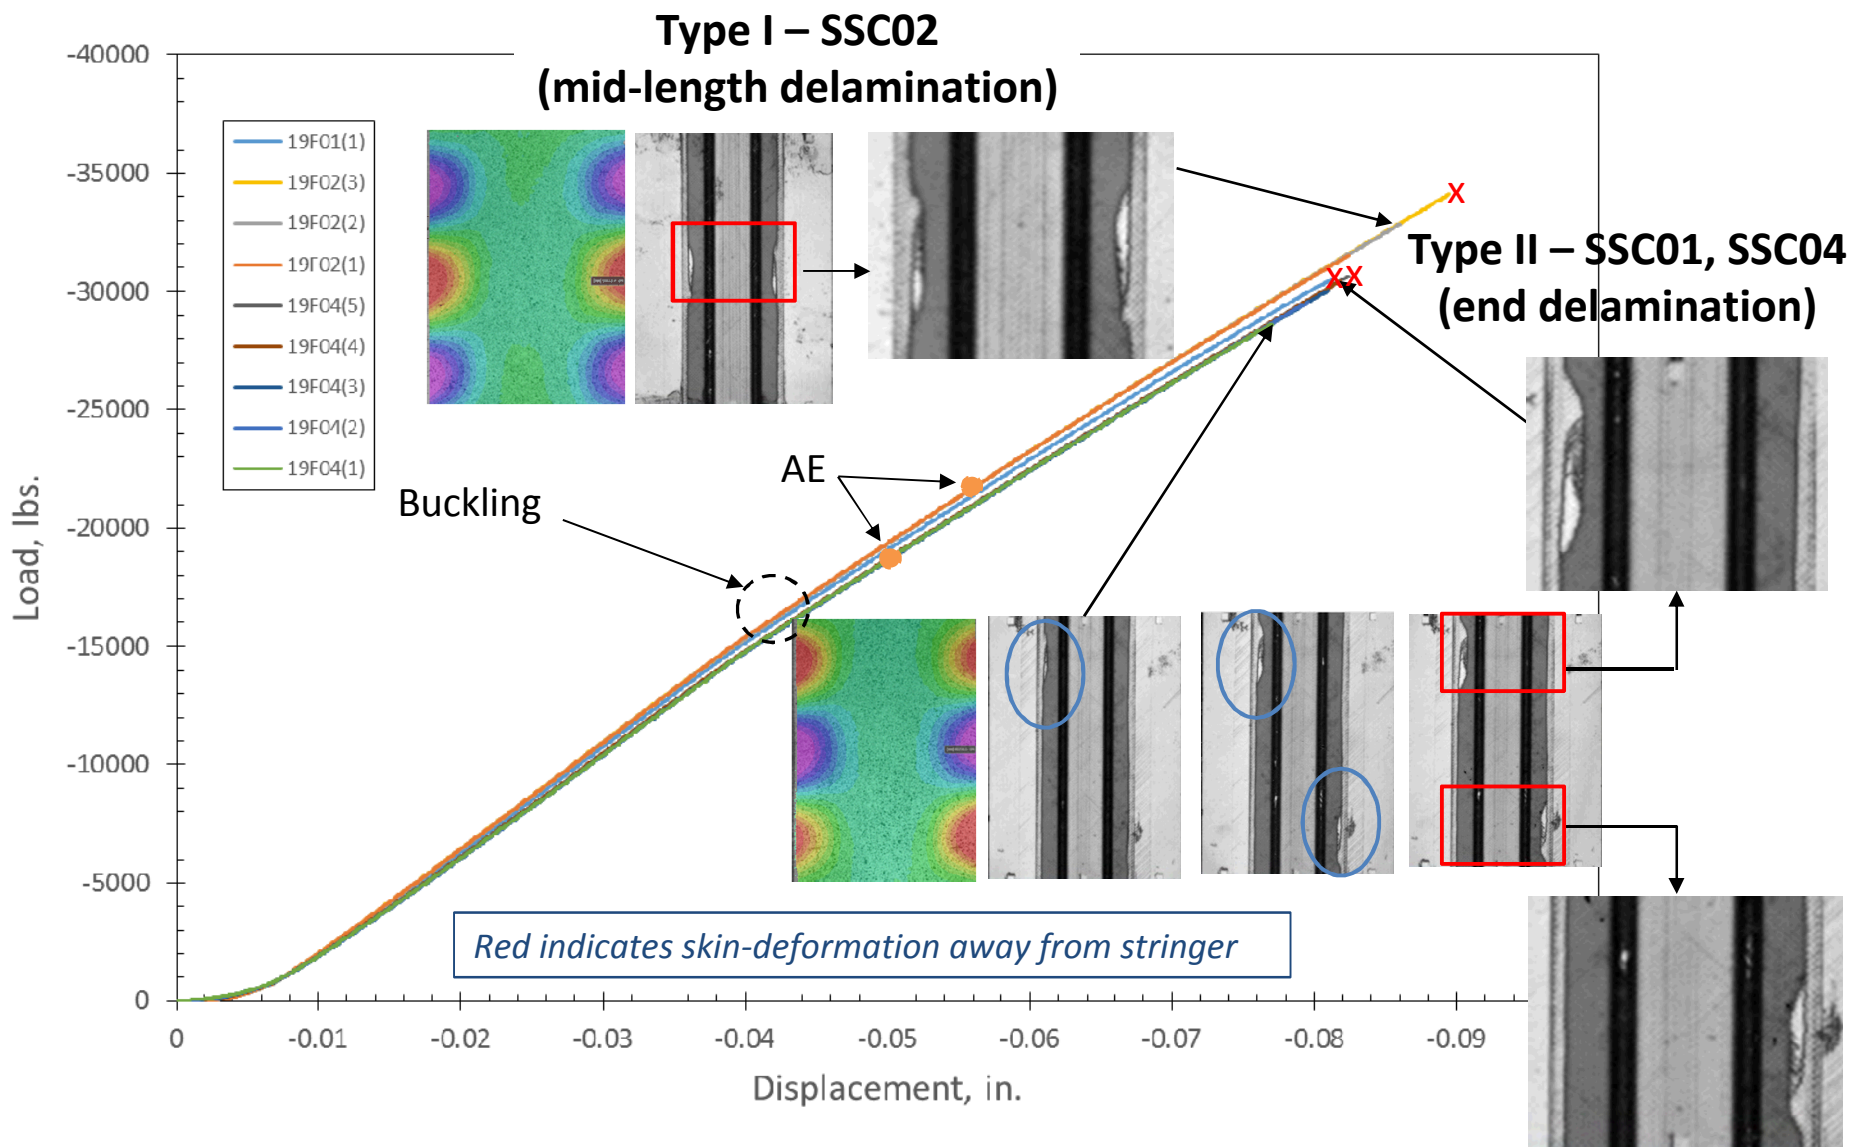 Type I – SSC02
(mid-length delamination)
-40000
-35000
-30000
-25000
-20000
-15000
-10000
-5000
0
Load, lbs.
19F01(1)
19F02(3)
19F02(2)
19F02(1)
19F04(5)
19F04(4)
19F04(3)
19F04(2)
19F04(1)
X
Type II – SSC01, SSC04
(end delamination)
X X
AE
Buckling
Red indicates skin-deformation away from stringer
0
-0.01
-0.02
-0.03
-0.04
-0.05
-0.06
-0.07
-0.08
-0.09
Displacement, in.